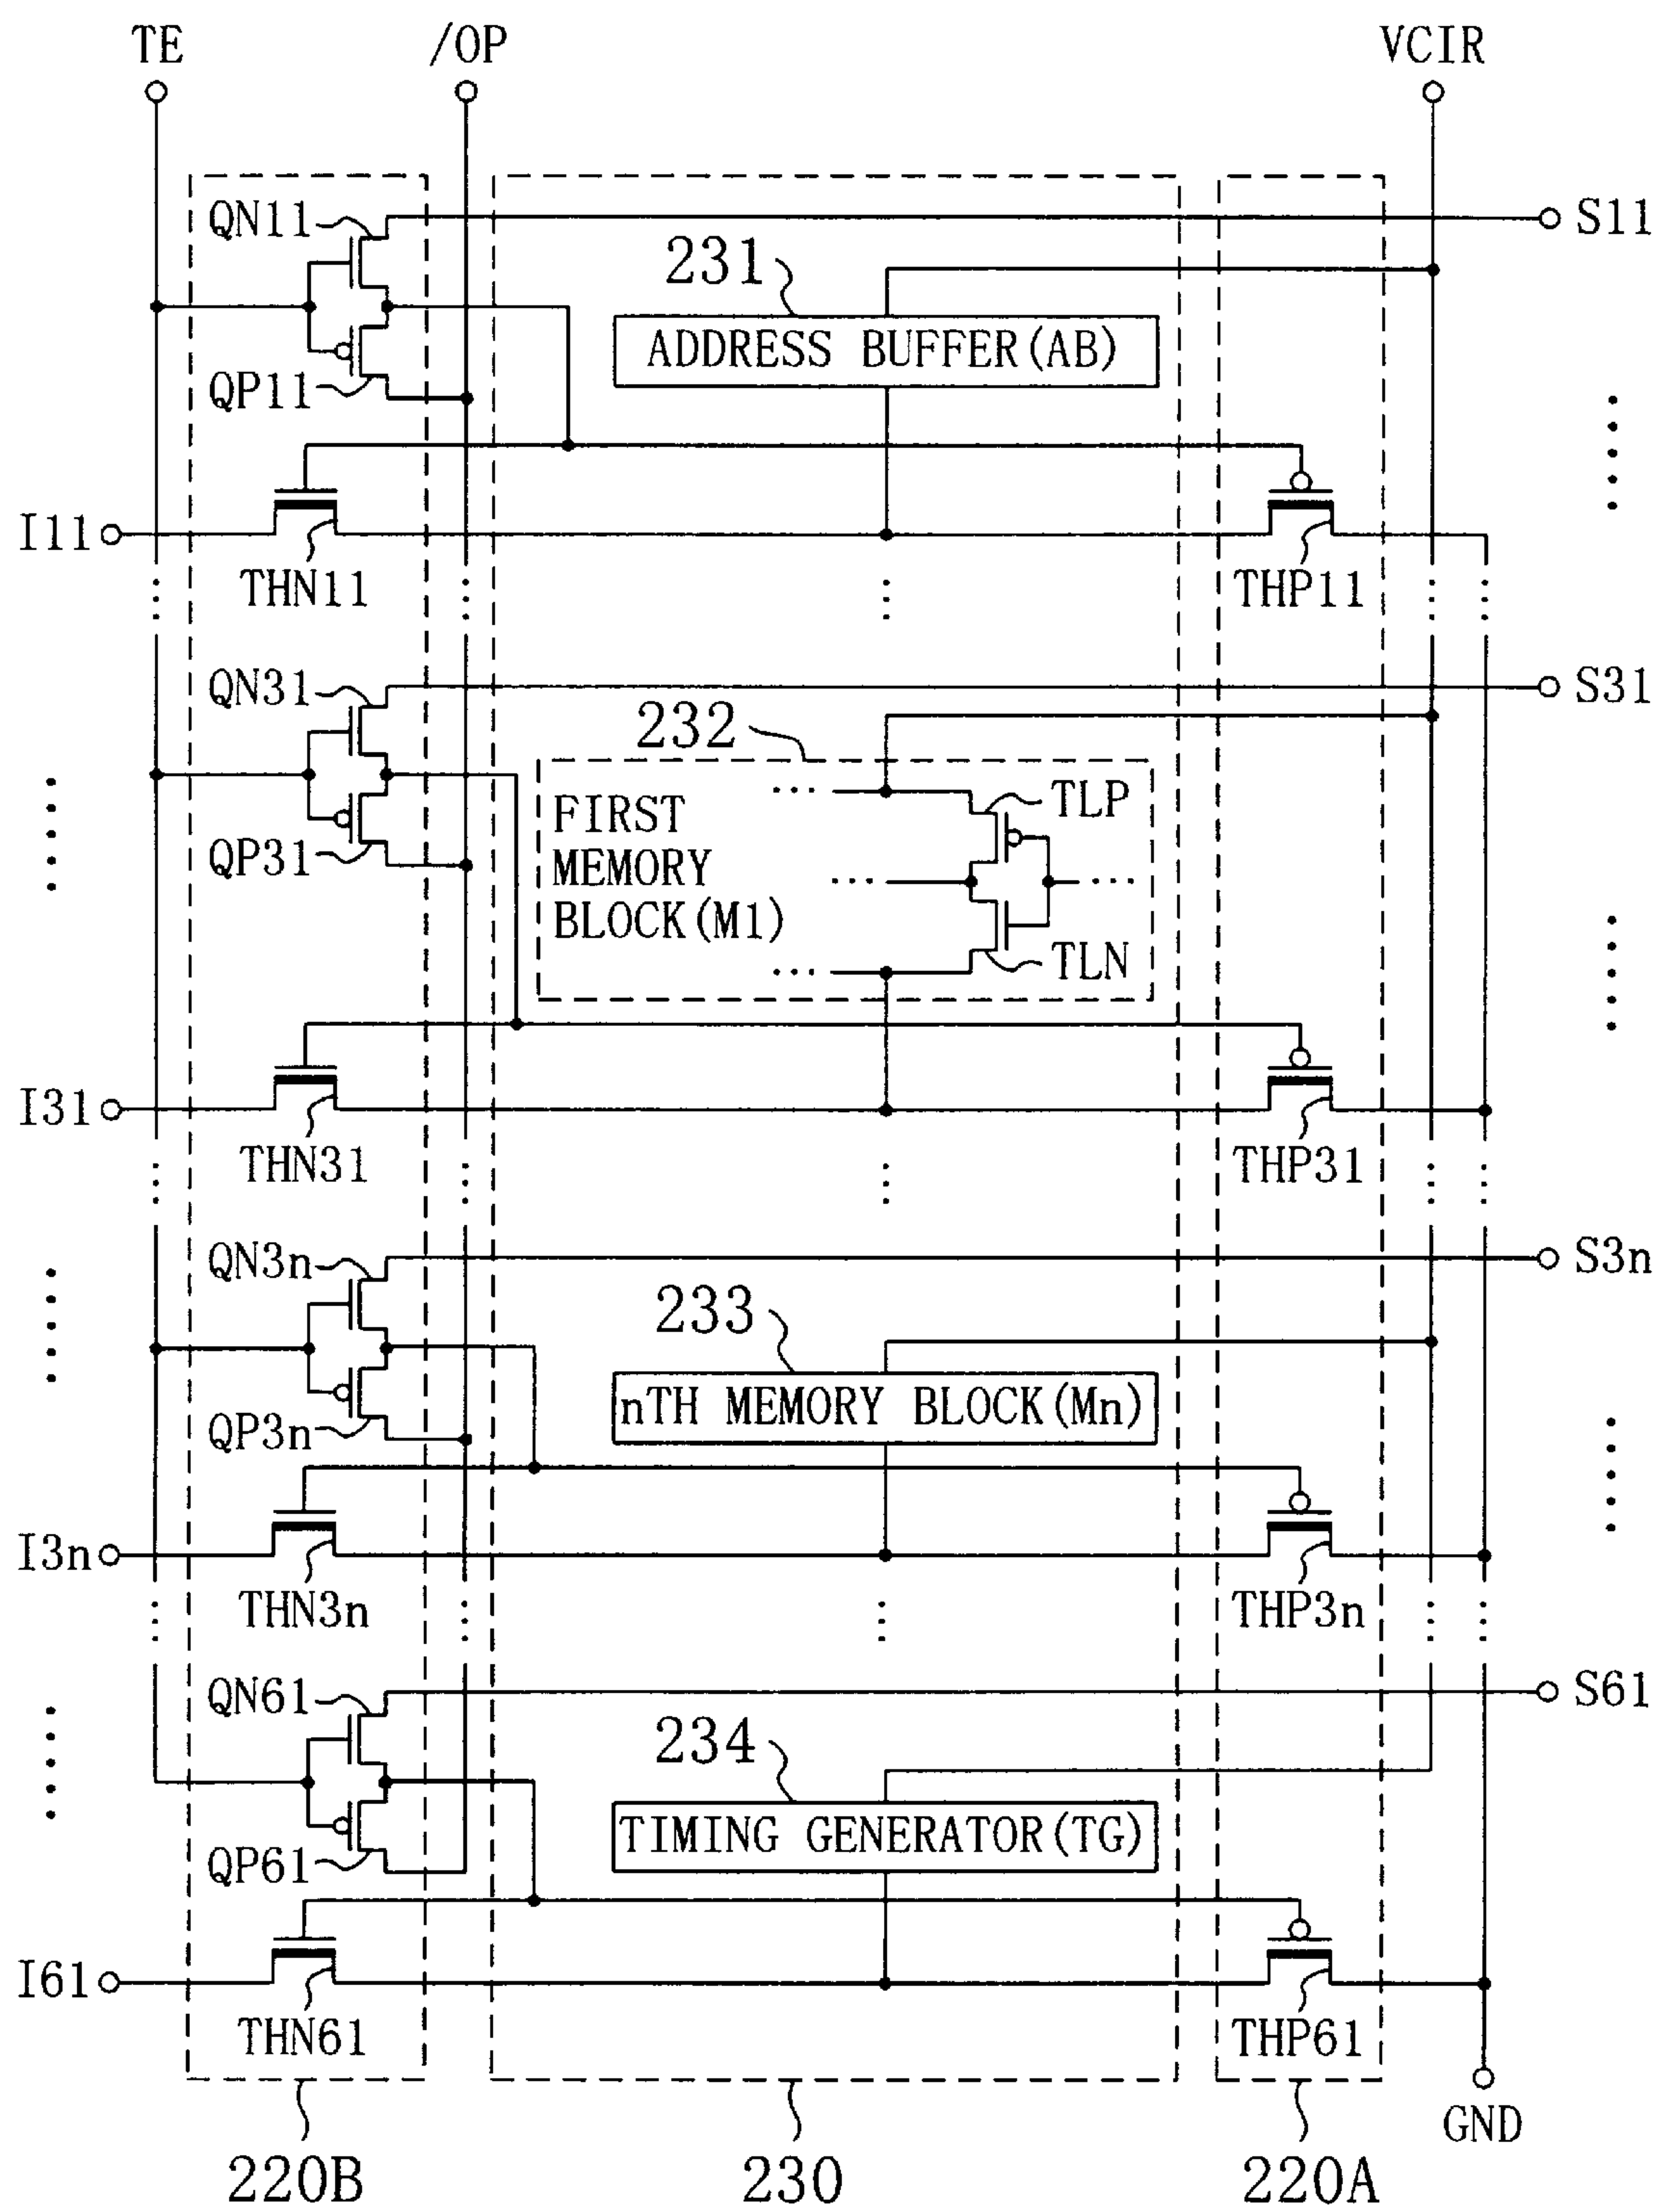 TE
/OP
VCIR
QN11
S11
231
ADDRESS BUFFER(AB)
QP11
I11
THN11
THP11
QN31
S31
232
TLP
FIRST
MEMORY
BLOCK(M1)
QP31
TLN
I31
THN31
THP31
QN3n
S3n
233
nTH MEMORY BLOCK(Mn)
QP3n
I3n
THN3n
THP3n
QN61
S61
234
TIMING GENERATOR(TG)
QP61
I61
THN61
THP61
GND
220B
230
220A